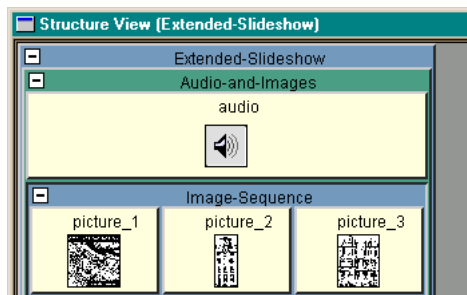 Structure View (Extended-Slideshow)
Extended-Slideshow
Audio-and-Images
audio
Image-Sequence
picture_1 picture_2 picture_3